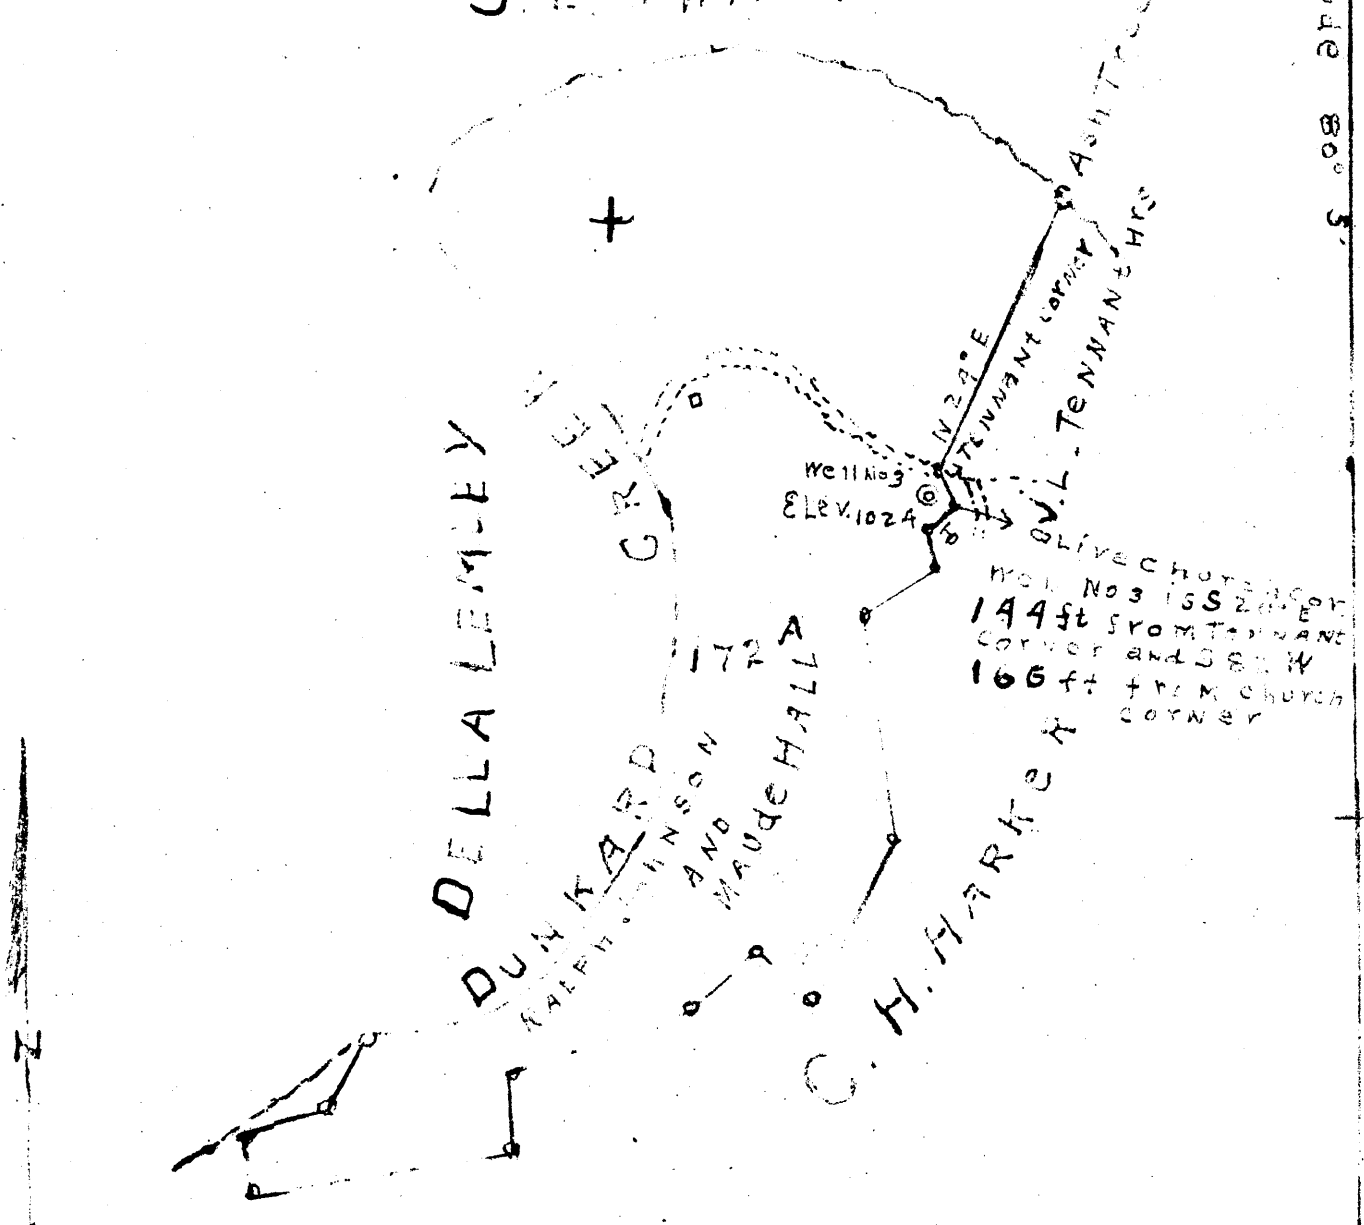 80°
Ash Tree
V.L. TENNANT Hrs
N 24° E
TENNANT CORNER
Well No 3
ELEV. 1024
OLive Church Cor.
Well No 3 is S
144 ft from TENNANT
corner and S W
166 ft from church
corNer
172 A
DELLA LEMLEY
DUNKARD CREEK
RALPH JOHNSON
AND
MAUde HALL
C. H. HARKER
N